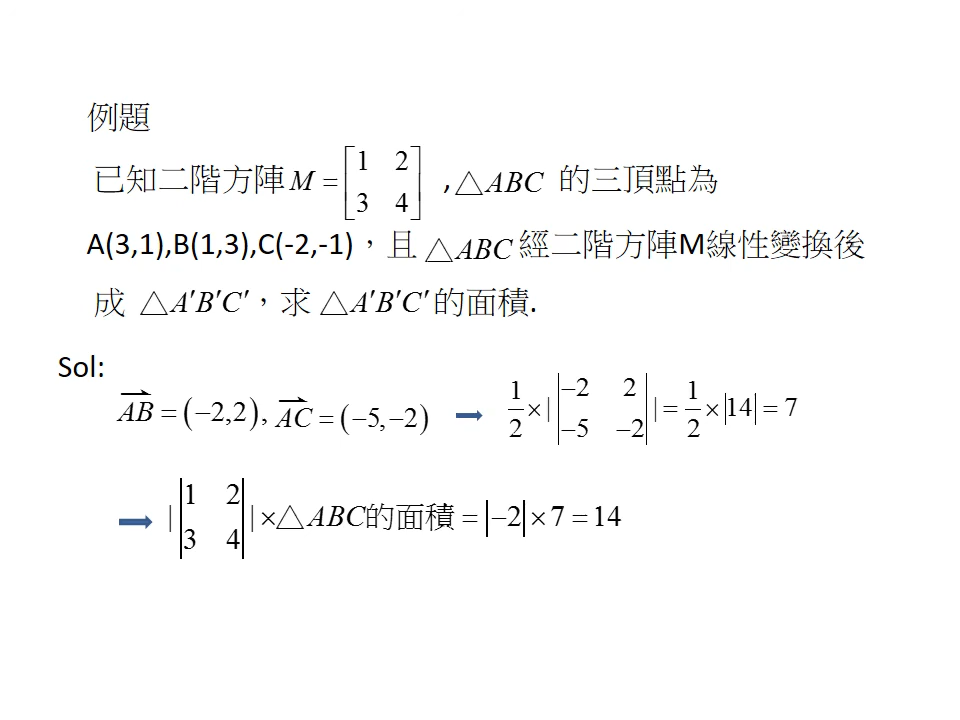 例題
已知二階方陣 M = [1 2; 3 4] , △ABC 的三頂點為
A(3,1),B(1,3),C(-2,-1)，且 △ABC 經二階方陣M線性變換後
成 △A′B′C′，求 △A′B′C′ 的面積.
Sol:
AB = (−2,2), AC = (−5,−2) ➡ 1/2 × | |−2 2; −5 −2| | = 1/2 × |14| = 7
➡ | |1 2; 3 4| | × △ABC的面積 = |−2| × 7 = 14